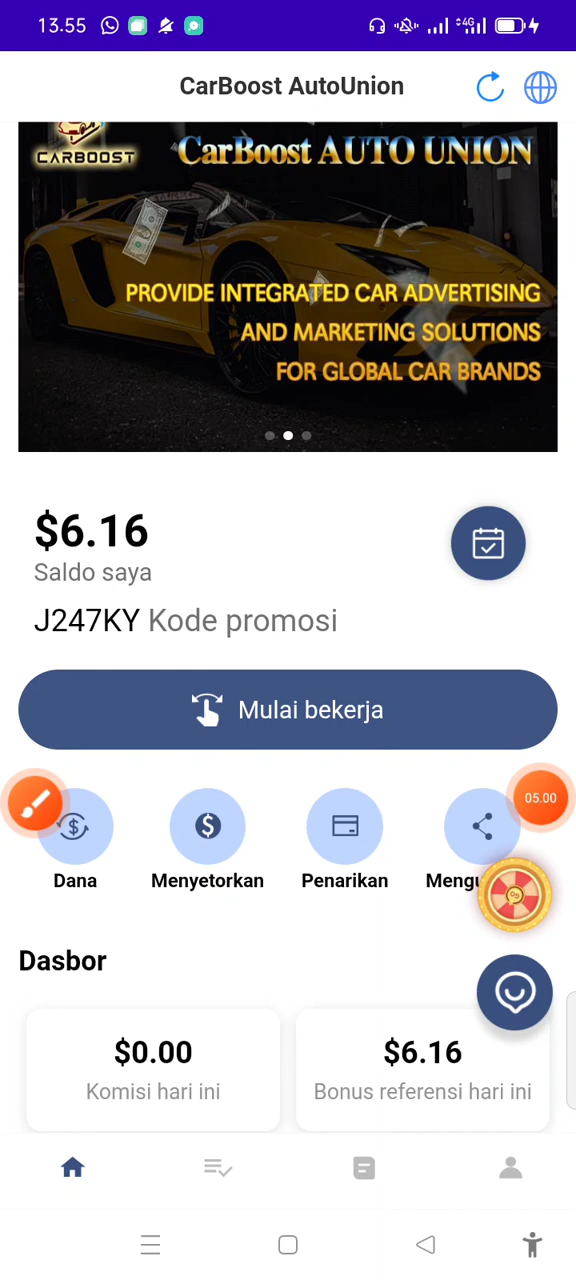 13.55
4G
CarBoost AutoUnion
CARBOOST
CarBoost AUTO UNION
PROVIDE INTEGRATED CAR ADVERTISING
AND MARKETING SOLUTIONS
FOR GLOBAL CAR BRANDS
$6.16
Saldo saya
J247KY Kode promosi
Mulai bekerja
05.00
Dana
Menyetorkan
Penarikan
Mengu
Dasbor
$0.00
Komisi hari ini
$6.16
Bonus referensi hari ini